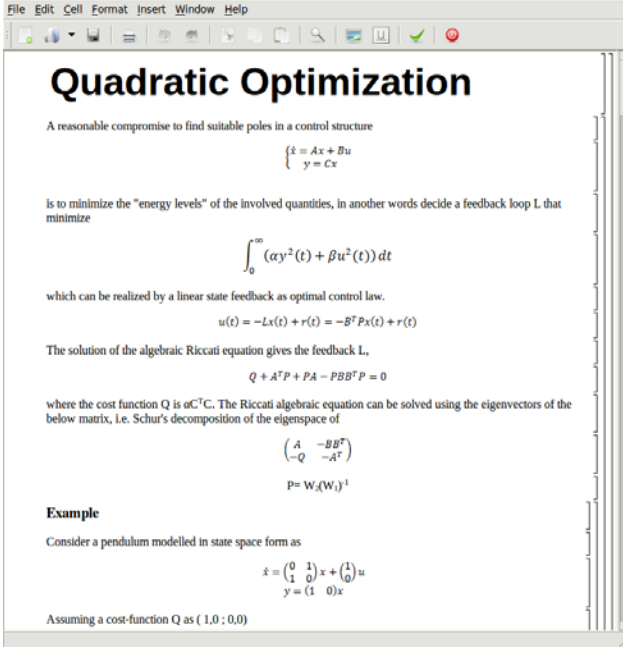 File Edit Cell Format Insert Window Help
Quadratic Optimization
A reasonable compromise to find suitable poles in a control structure
{ẋ = Ax + Bu
y = Cx
is to minimize the "energy levels" of the involved quantities, in another words decide a feedback loop L that
minimize
∫₀^∞ (αy²(t) + βu²(t)) dt
which can be realized by a linear state feedback as optimal control law.
u(t) = −Lx(t) + r(t) = −BᵀPx(t) + r(t)
The solution of the algebraic Riccati equation gives the feedback L,
Q + AᵀP + PA − PBBᵀP = 0
where the cost function Q is αCᵀC. The Riccati algebraic equation can be solved using the eigenvectors of the
below matrix, i.e. Schur's decomposition of the eigenspace of
( A −BBᵀ
−Q −Aᵀ )
P= W₂(W₁)⁻¹
Example
Consider a pendulum modelled in state space form as
ẋ = (0 1
1 0) x + (1
0) u
y = (1 0)x
Assuming a cost-function Q as ( 1,0 ; 0,0)